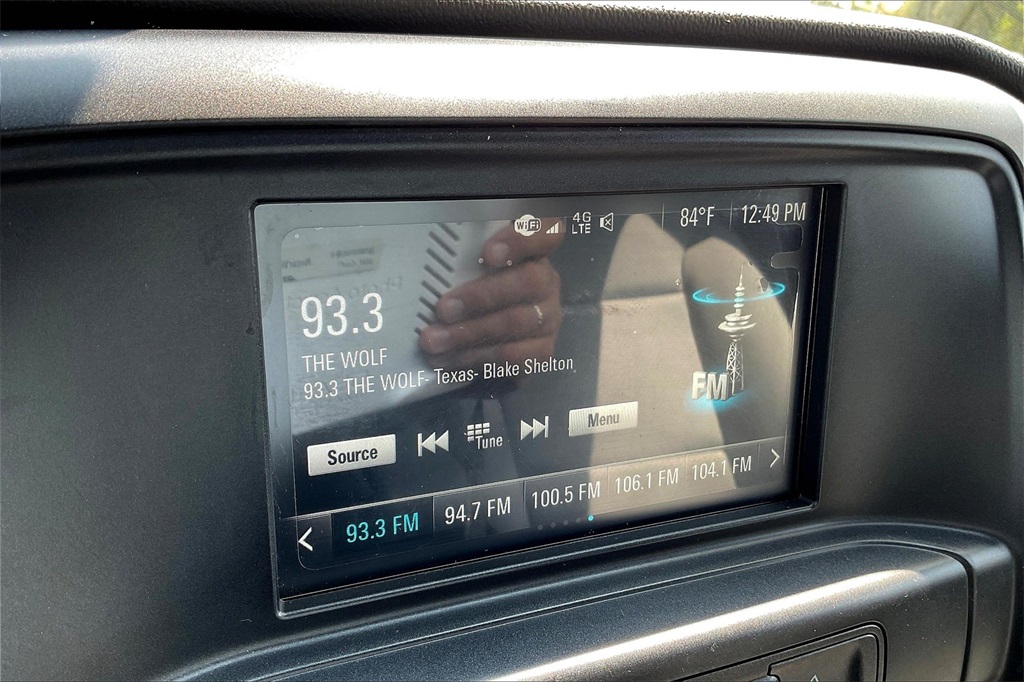 WiFi 4G LTE 84°F 12:49 PM
93.3
THE WOLF
93.3 THE WOLF- Texas- Blake Shelton
FM
Source Tune Menu
93.3 FM 94.7 FM 100.5 FM 106.1 FM 104.1 FM